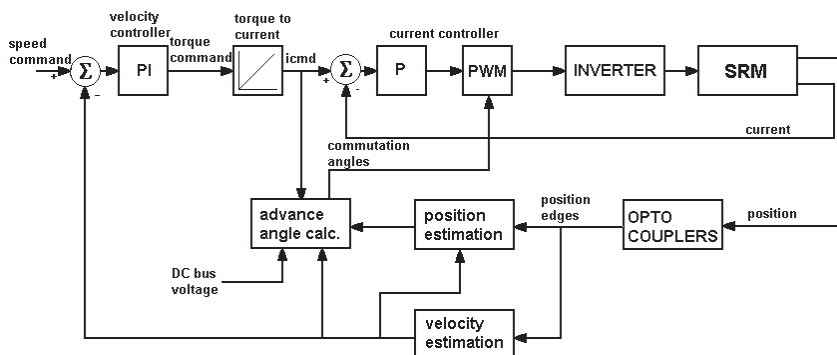 velocity
controller
torque to
current
current controller
speed
command
torque
command
icmd
+
Σ
-
PI
+
Σ
-
P
PWM
INVERTER
SRM
current
commutation
angles
advance
angle calc.
position
estimation
position
edges
OPTO
COUPLERS
position
DC bus
voltage
velocity
estimation